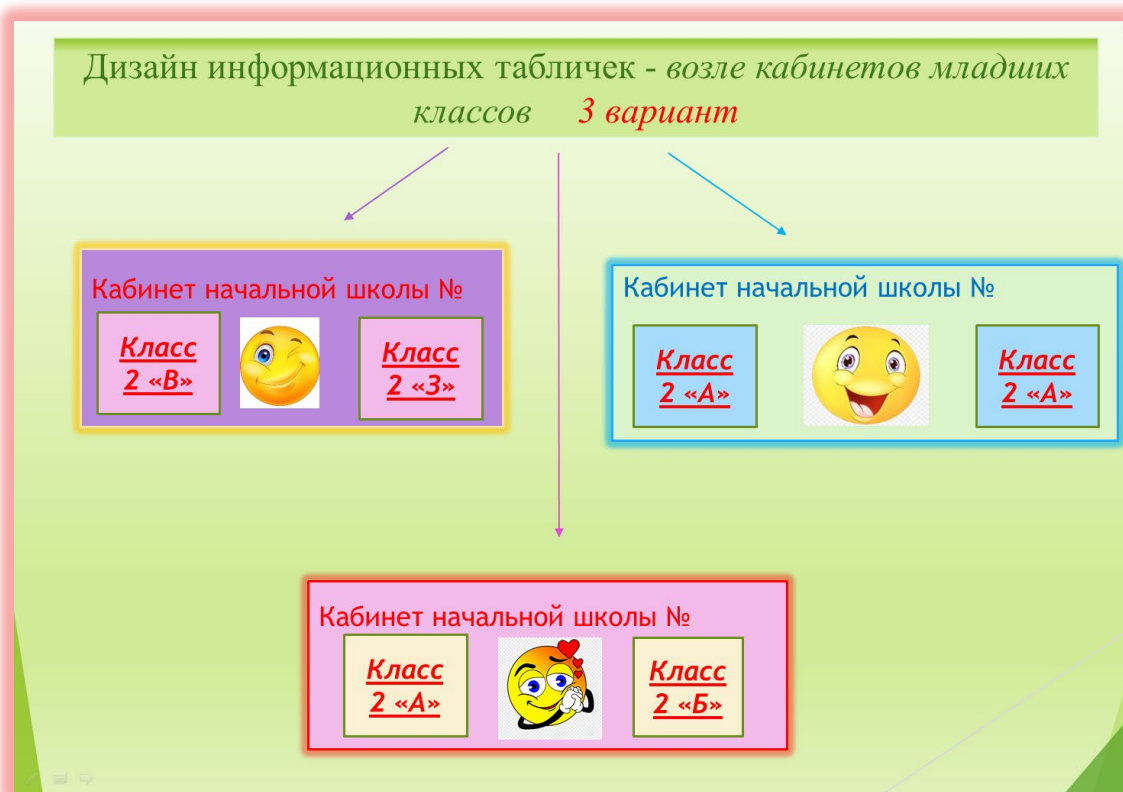 Дизайн информационных табличек - возле кабинетов младших
классов 3 вариант
Кабинет начальной школы №
Класс
2 «В»
Класс
2 «З»
Кабинет начальной школы №
Класс
2 «А»
Класс
2 «А»
Кабинет начальной школы №
Класс
2 «А»
Класс
2 «Б»